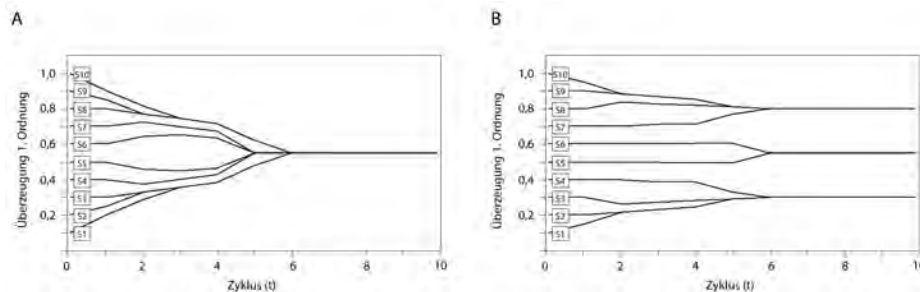 A
Überzeugung 1. Ordnung
1,0
0,8
0,6
0,4
0,2
S10
S9
S8
S7
S6
S5
S4
S3
S2
S1
0
2
4
6
8
10
Zyklus (t)
B
Überzeugung 1. Ordnung
1,0
0,8
0,6
0,4
0,2
S10
S9
S8
S7
S6
S5
S4
S3
S2
S1
0
2
4
6
8
10
Zyklus (t)